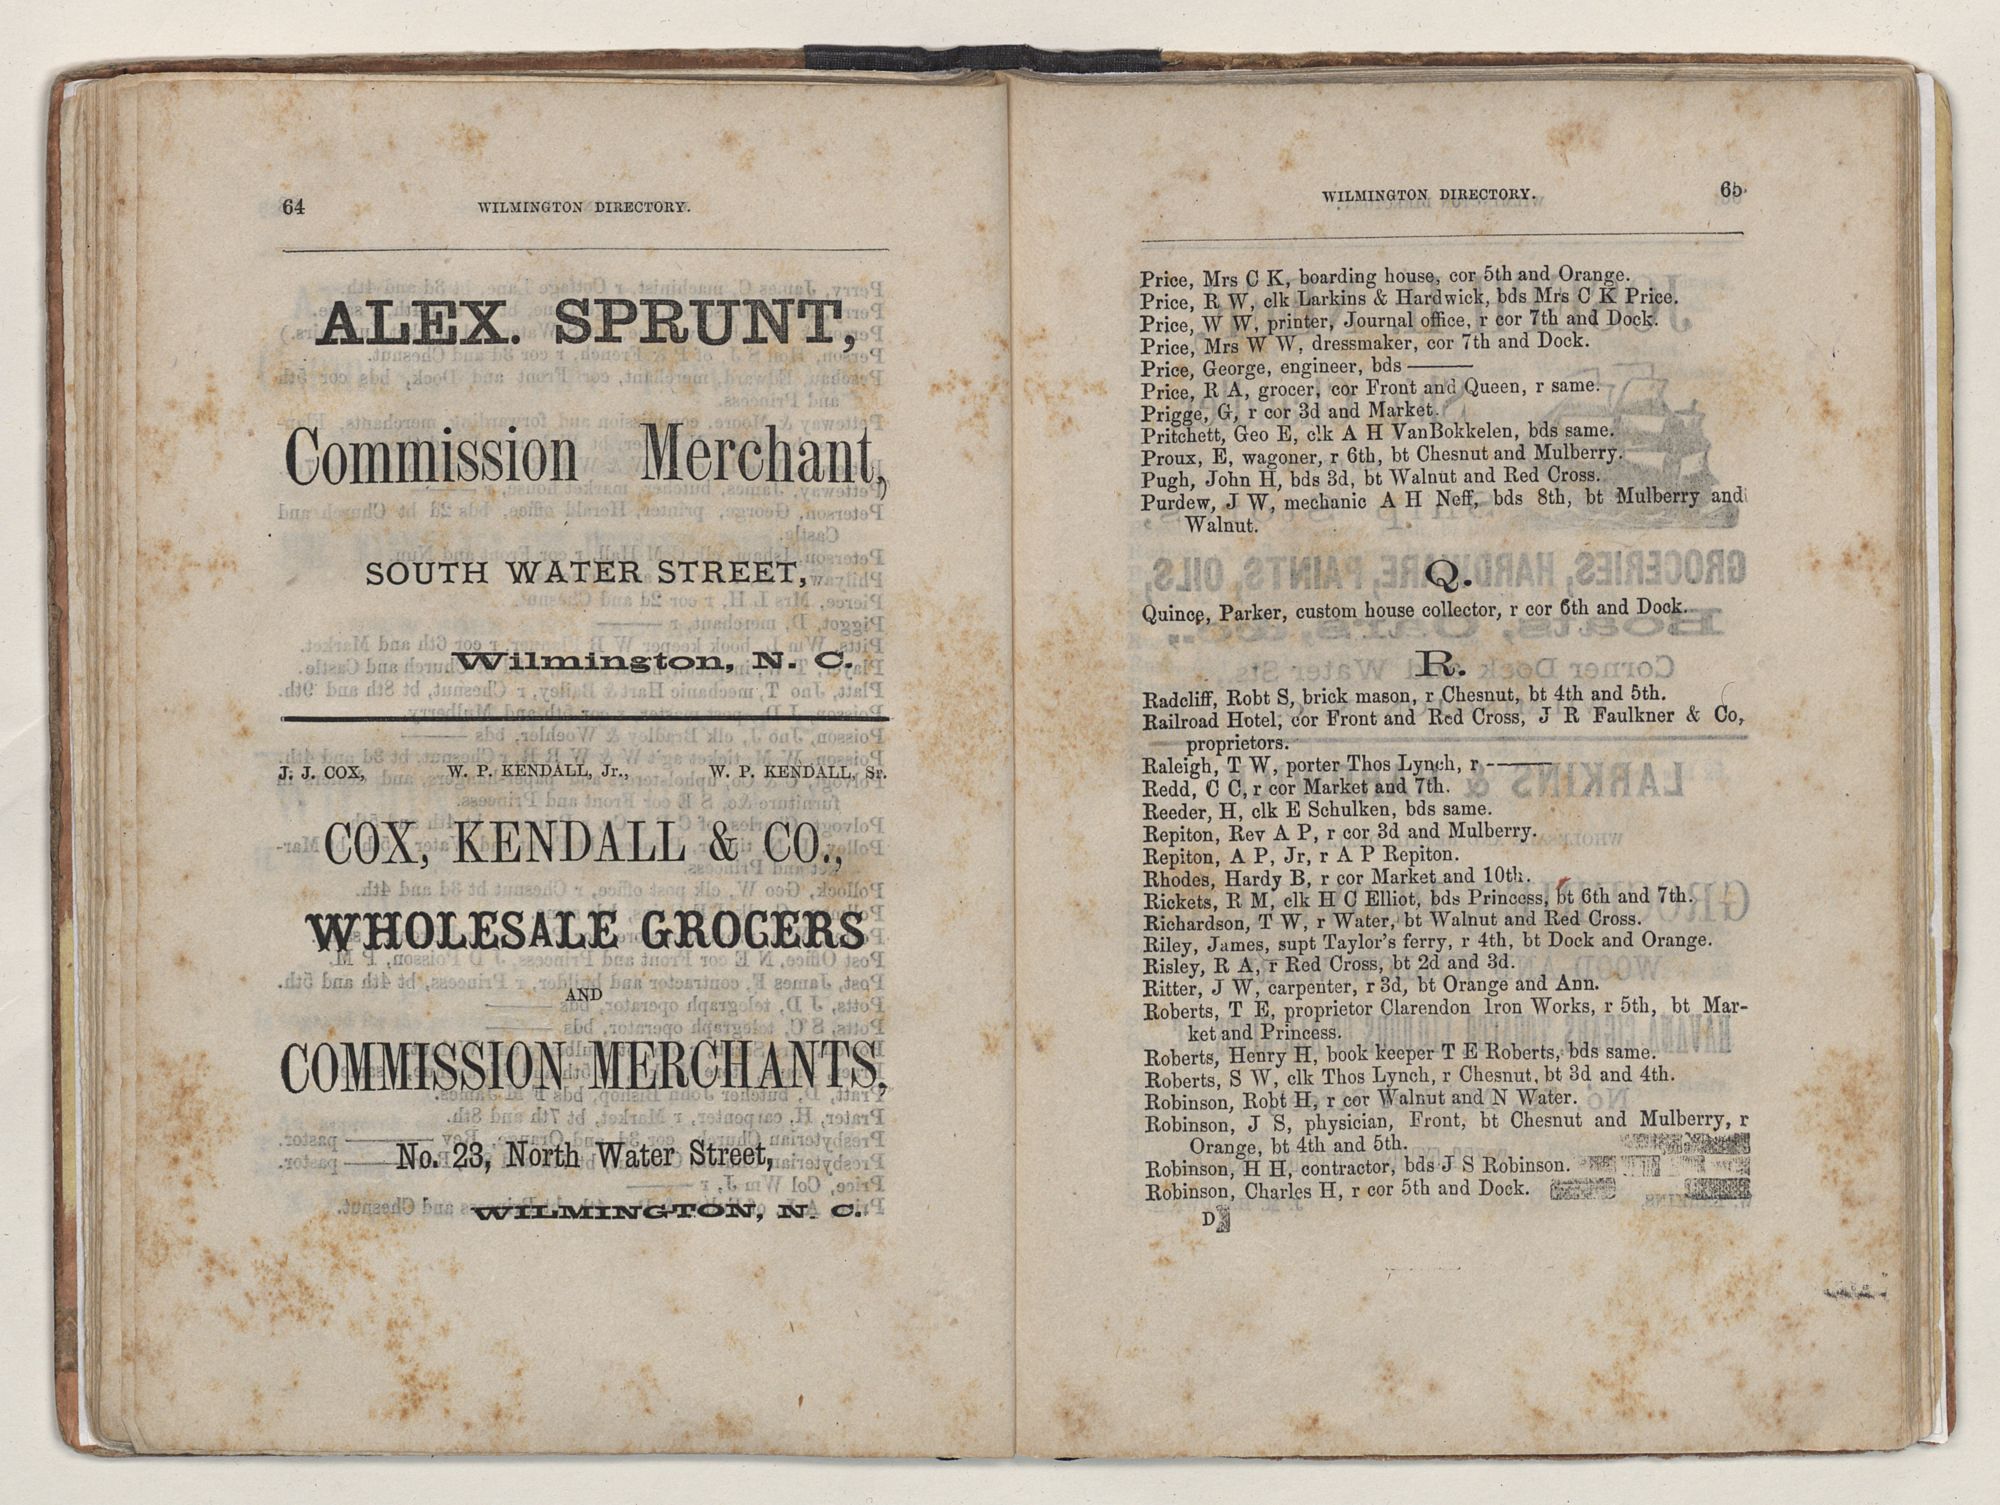 64
WILMINGTON DIRECTORY.
ALEX. SPRUNT,
Commission Merchant,
SOUTH WATER STREET,
Wilmington, N. C.
J. J. COX, W. P. KENDALL, Jr., W. P. KENDALL, Sr.
COX, KENDALL & CO.,
WHOLESALE GROCERS
AND
COMMISSION MERCHANTS,
No. 23, North Water Street,
WILMINGTON, N. C.
WILMINGTON DIRECTORY.
65
Price, Mrs C K, boarding house, cor 5th and Orange.
Price, R W, clk Larkins & Hardwick, bds Mrs C K Price.
Price, W W, printer, Journal office, r cor 7th and Dock.
Price, Mrs W W, dressmaker, cor 7th and Dock.
Price, George, engineer, bds ———
Price, R A, grocer, cor Front and Queen, r same.
Prigge, G, r cor 3d and Market.
Pritchett, Geo E, clk A H VanBokkelen, bds same.
Proux, E, wagoner, r 6th, bt Chesnut and Mulberry.
Pugh, John H, bds 3d, bt Walnut and Red Cross.
Purdew, J W, mechanic A H Neff, bds 8th, bt Mulberry and
Walnut.
Q.
Quince, Parker, custom house collector, r cor 6th and Dock.
R.
Radcliff, Robt S, brick mason, r Chesnut, bt 4th and 5th.
Railroad Hotel, cor Front and Red Cross, J R Faulkner & Co,
proprietors.
Raleigh, T W, porter Thos Lynch, r ———
Redd, C C, r cor Market and 7th.
Reeder, H, clk E Schulken, bds same.
Repiton, Rev A P, r cor 3d and Mulberry.
Repiton, A P, Jr, r A P Repiton.
Rhodes, Hardy B, r cor Market and 10th.
Rickets, R M, clk H C Elliot, bds Princess, bt 6th and 7th.
Richardson, T W, r Water, bt Walnut and Red Cross.
Riley, James, supt Taylor's ferry, r 4th, bt Dock and Orange.
Risley, R A, r Red Cross, bt 2d and 3d.
Ritter, J W, carpenter, r 3d, bt Orange and Ann.
Roberts, T E, proprietor Clarendon Iron Works, r 5th, bt Mar-
ket and Princess.
Roberts, Henry H, book keeper T E Roberts, bds same.
Roberts, S W, clk Thos Lynch, r Chesnut, bt 3d and 4th.
Robinson, Robt H, r cor Walnut and N Water.
Robinson, J S, physician, Front, bt Chesnut and Mulberry, r
Orange, bt 4th and 5th.
Robinson, H H, contractor, bds J S Robinson.
Robinson, Charles H, r cor 5th and Dock.
D